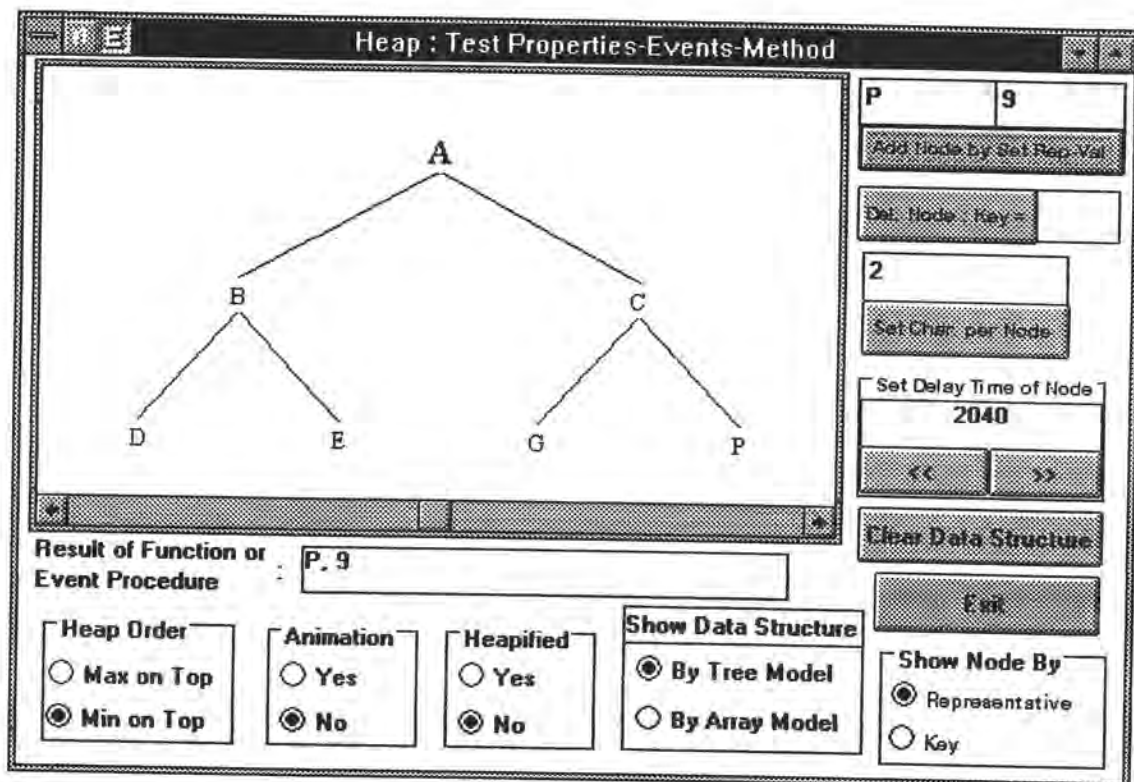 Heap : Test Properties-Events-Method
A
B
C
D
E
G
P
P
9
Add Node by Set Rep-Val
Del. Node : Key =
2
Set Char. per Node
Set Delay Time of Node
2040
<<
>>
Clear Data Structure
Exit
Result of Function or
Event Procedure
:
P. 9
Heap Order
Max on Top
Min on Top
Animation
Yes
No
Heapified
Yes
No
Show Data Structure
By Tree Model
By Array Model
Show Node By
Representative
Key